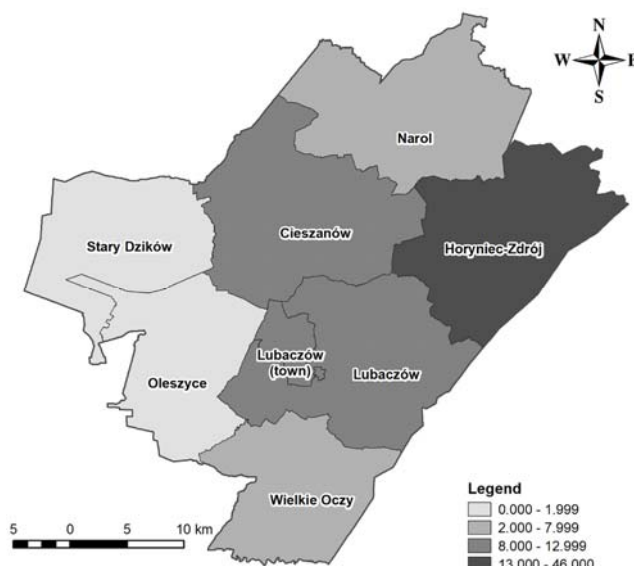 N
W E
S
Narol
Cieszanów
Stary Dzików
Horyniec-Zdrój
Lubaczów
(town)
Lubaczów
Oleszyce
Wielkie Oczy
5 0 5 10 km
Legend
0.000 - 1.999
2.000 - 7.999
8.000 - 12.999
13.000 - 46.000